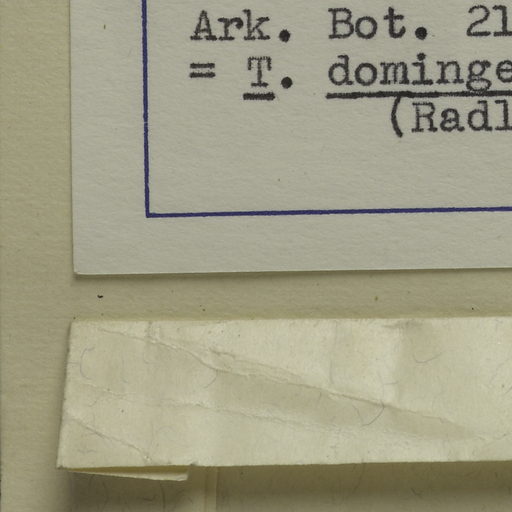 Ark. Bot. 21
= T. dominge
(Radl